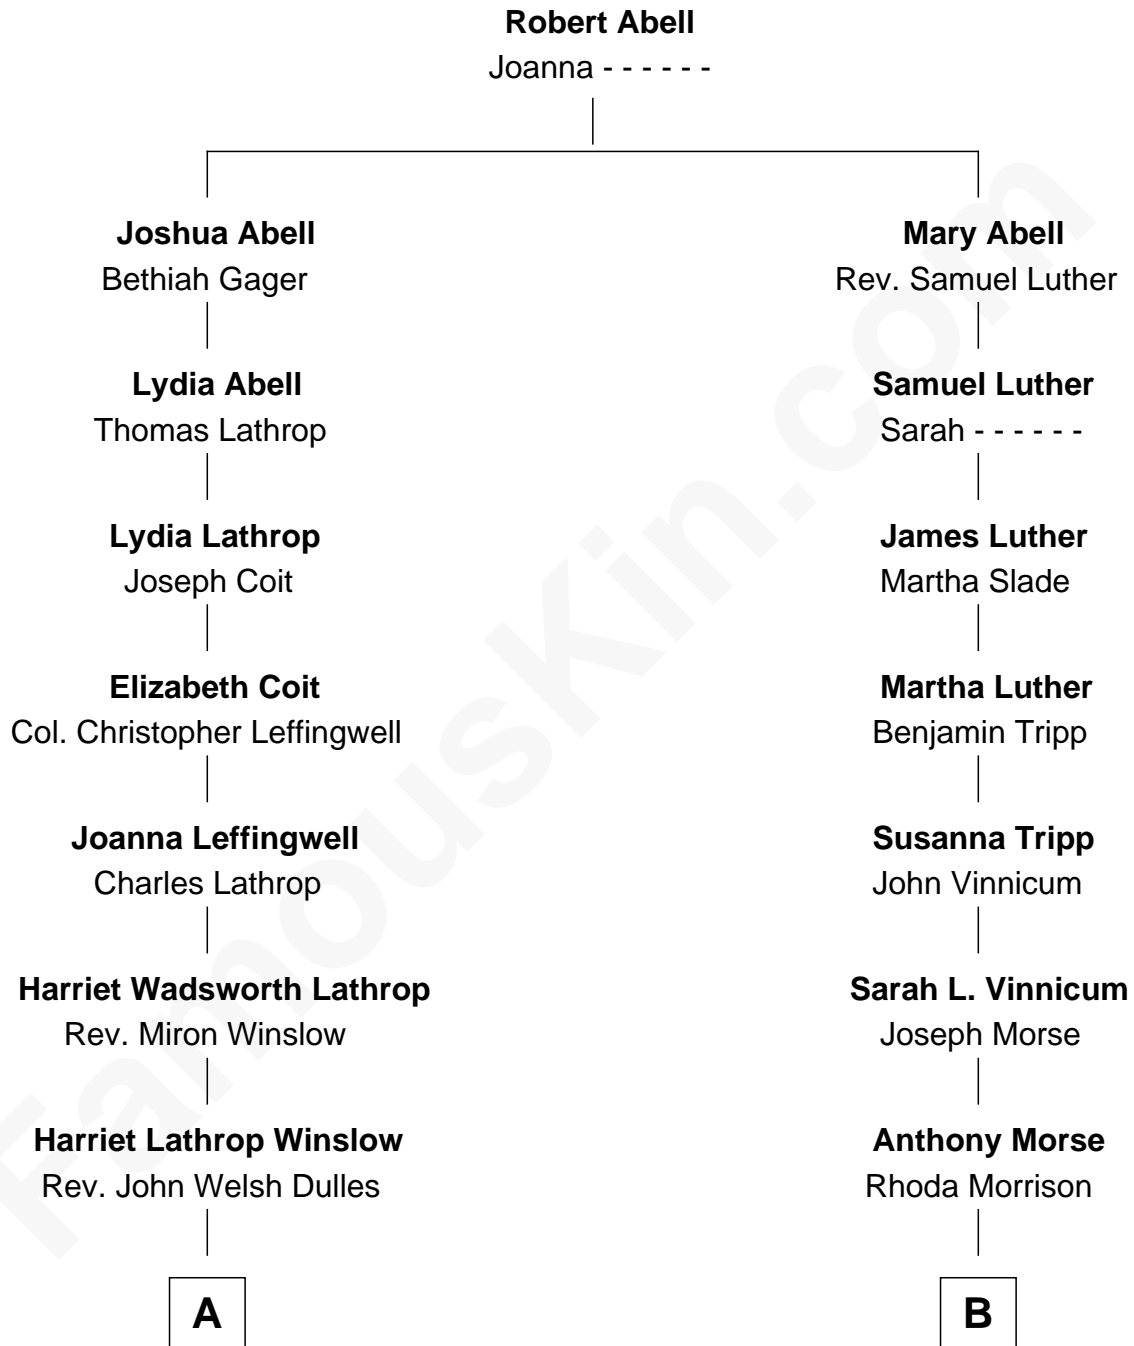 Robert Abell
Joanna - - - - - -
Joshua Abell
Bethiah Gager
Mary Abell
Rev. Samuel Luther
Lydia Abell
Thomas Lathrop
Samuel Luther
Sarah - - - - - -
Lydia Lathrop
Joseph Coit
James Luther
Martha Slade
Elizabeth Coit
Col. Christopher Leffingwell
Martha Luther
Benjamin Tripp
Joanna Leffingwell
Charles Lathrop
Susanna Tripp
John Vinnicum
Harriet Wadsworth Lathrop
Rev. Miron Winslow
Sarah L. Vinnicum
Joseph Morse
Harriet Lathrop Winslow
Rev. John Welsh Dulles
Anthony Morse
Rhoda Morrison
A
B
FamousKin.com